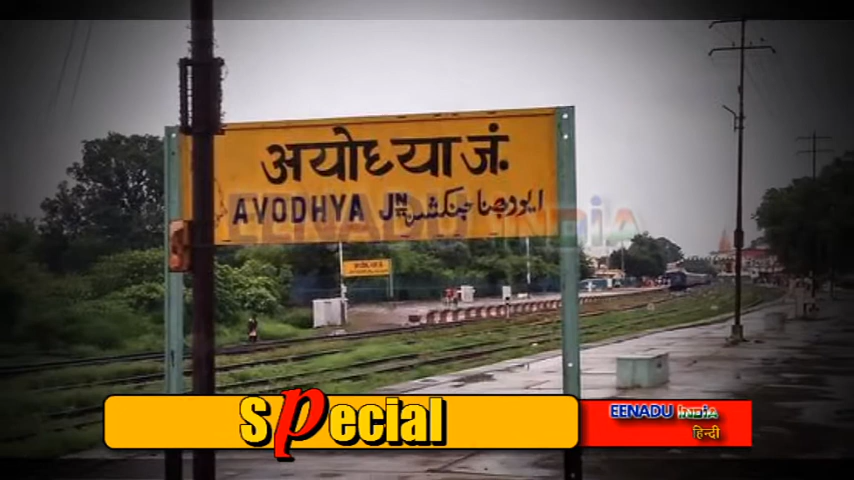 अयोध्या जं.
AVODHYA JN ایودھیا جنکشن
EENADU INDIA
Special
EENADU INDIA
हिन्दी